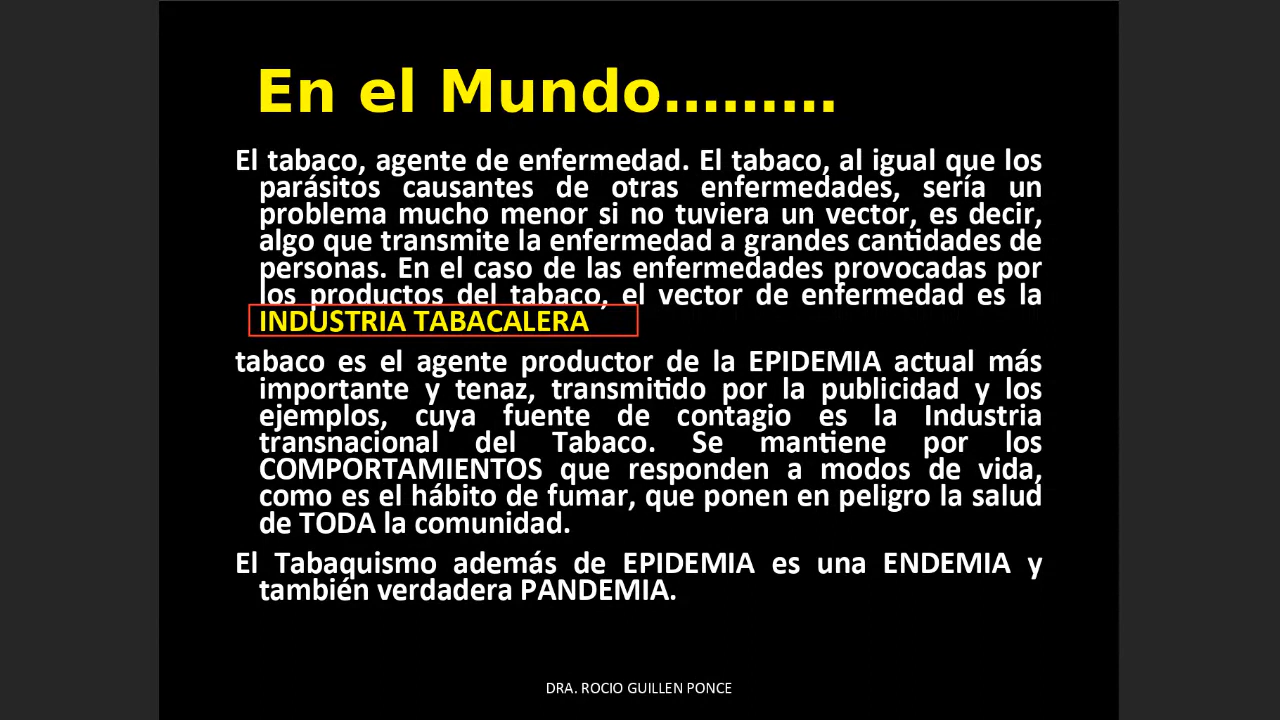 En el Mundo.........
El tabaco, agente de enfermedad. El tabaco, al igual que los
parásitos causantes de otras enfermedades, sería un
problema mucho menor si no tuviera un vector, es decir,
algo que transmite la enfermedad a grandes cantidades de
personas. En el caso de las enfermedades provocadas por
los productos del tabaco, el vector de enfermedad es la
INDUSTRIA TABACALERA
tabaco es el agente productor de la EPIDEMIA actual más
importante y tenaz, transmitido por la publicidad y los
ejemplos, cuya fuente de contagio es la Industria
transnacional del Tabaco. Se mantiene por los
COMPORTAMIENTOS que responden a modos de vida,
como es el hábito de fumar, que ponen en peligro la salud
de TODA la comunidad.
El Tabaquismo además de EPIDEMIA es una ENDEMIA y
también verdadera PANDEMIA.
DRA. ROCIO GUILLEN PONCE